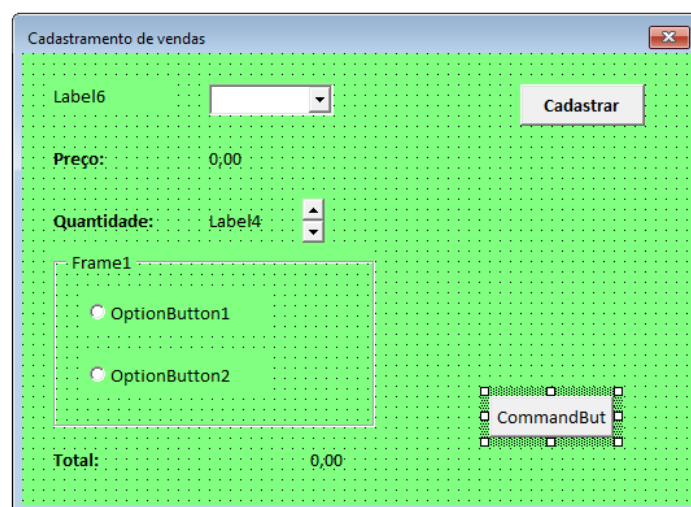 Cadastramento de vendas
Label6
Cadastrar
Preço: 0,00
Quantidade: Label4
Frame1
OptionButton1
OptionButton2
CommandBut
Total: 0,00